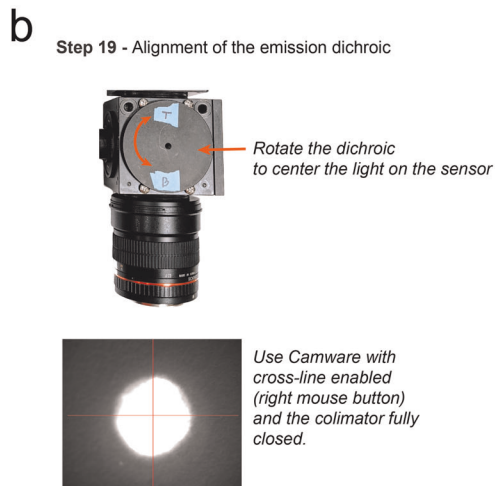 b
Step 19 - Alignment of the emission dichroic
T
Rotate the dichroic
to center the light on the sensor
B
Use Camware with
cross-line enabled
(right mouse button)
and the colimator fully
closed.